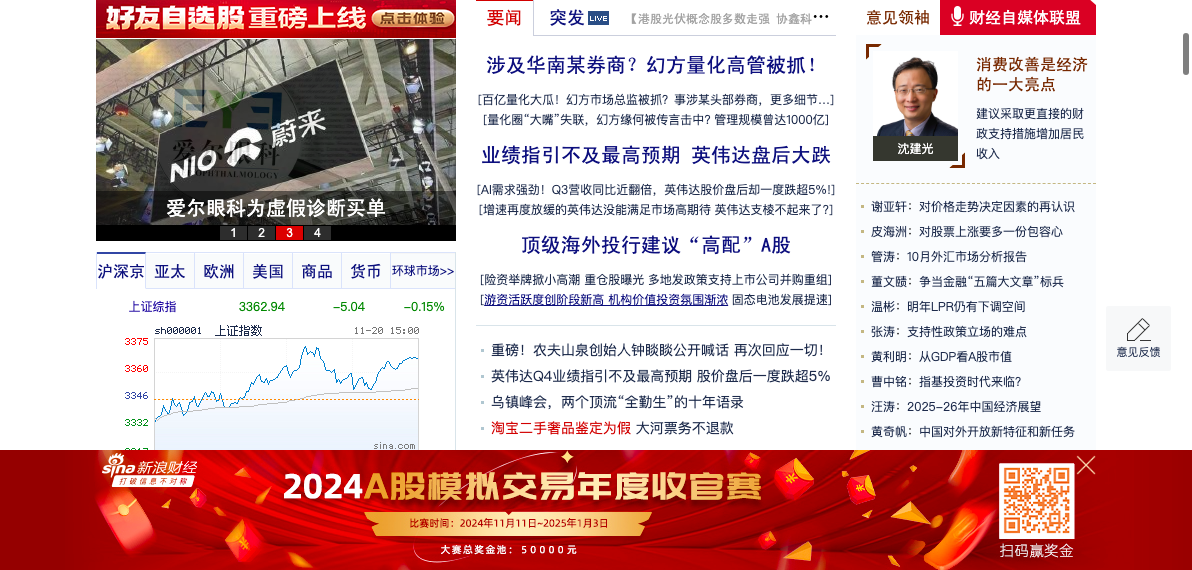 好友自选股 重磅上线 点击体验
NIO 蔚来
爱尔眼科
OPHTHALMOLOGY
爱尔眼科为虚假诊断买单
1 2 3 4
沪深京 亚太 欧洲 美国 商品 货币 环球市场>>
上证综指 3362.94 -5.04 -0.15%
sh000001 上证指数 11-20 15:00
3375
3360
3346
3332
sina.com
要闻 突发 LIVE 【港股光伏概念股多数走强 协鑫科···
涉及华南某券商？幻方量化高管被抓！
[百亿量化大瓜！幻方市场总监被抓？事涉某头部券商，更多细节…]
[量化圈“大嘴”失联，幻方缘何被传言击中? 管理规模曾达1000亿]
业绩指引不及最高预期 英伟达盘后大跌
[AI需求强劲！Q3营收同比近翻倍，英伟达股价盘后却一度跌超5%!]
[增速再度放缓的英伟达没能满足市场高期待 英伟达支棱不起来了?]
顶级海外投行建议“高配”A股
[险资举牌掀小高潮 重仓股曝光 多地发政策支持上市公司并购重组]
[游资活跃度创阶段新高 机构价值投资氛围渐浓 固态电池发展提速]
重磅！农夫山泉创始人钟睒睒公开喊话 再次回应一切！
英伟达Q4业绩指引不及最高预期 股价盘后一度跌超5%
乌镇峰会，两个顶流“全勤生”的十年语录
淘宝二手奢品鉴定为假 大河票务不退款
意见领袖 财经自媒体联盟
沈建光
消费改善是经济
的一大亮点
建议采取更直接的财
政支持措施增加居民
收入
谢亚轩：对价格走势决定因素的再认识
皮海洲：对股票上涨要多一份包容心
管涛：10月外汇市场分析报告
董文赜：争当金融“五篇大文章”标兵
温彬：明年LPR仍有下调空间
张涛：支持性政策立场的难点
黄利明：从GDP看A股市值
曹中铭：指基投资时代来临?
汪涛：2025-26年中国经济展望
黄奇帆：中国对外开放新特征和新任务
意见反馈
sina 新浪财经
打破信息不对称
2024A股模拟交易年度收官赛
比赛时间：2024年11月11日~2025年1月3日
大赛总奖金池：50000元
扫码赢奖金